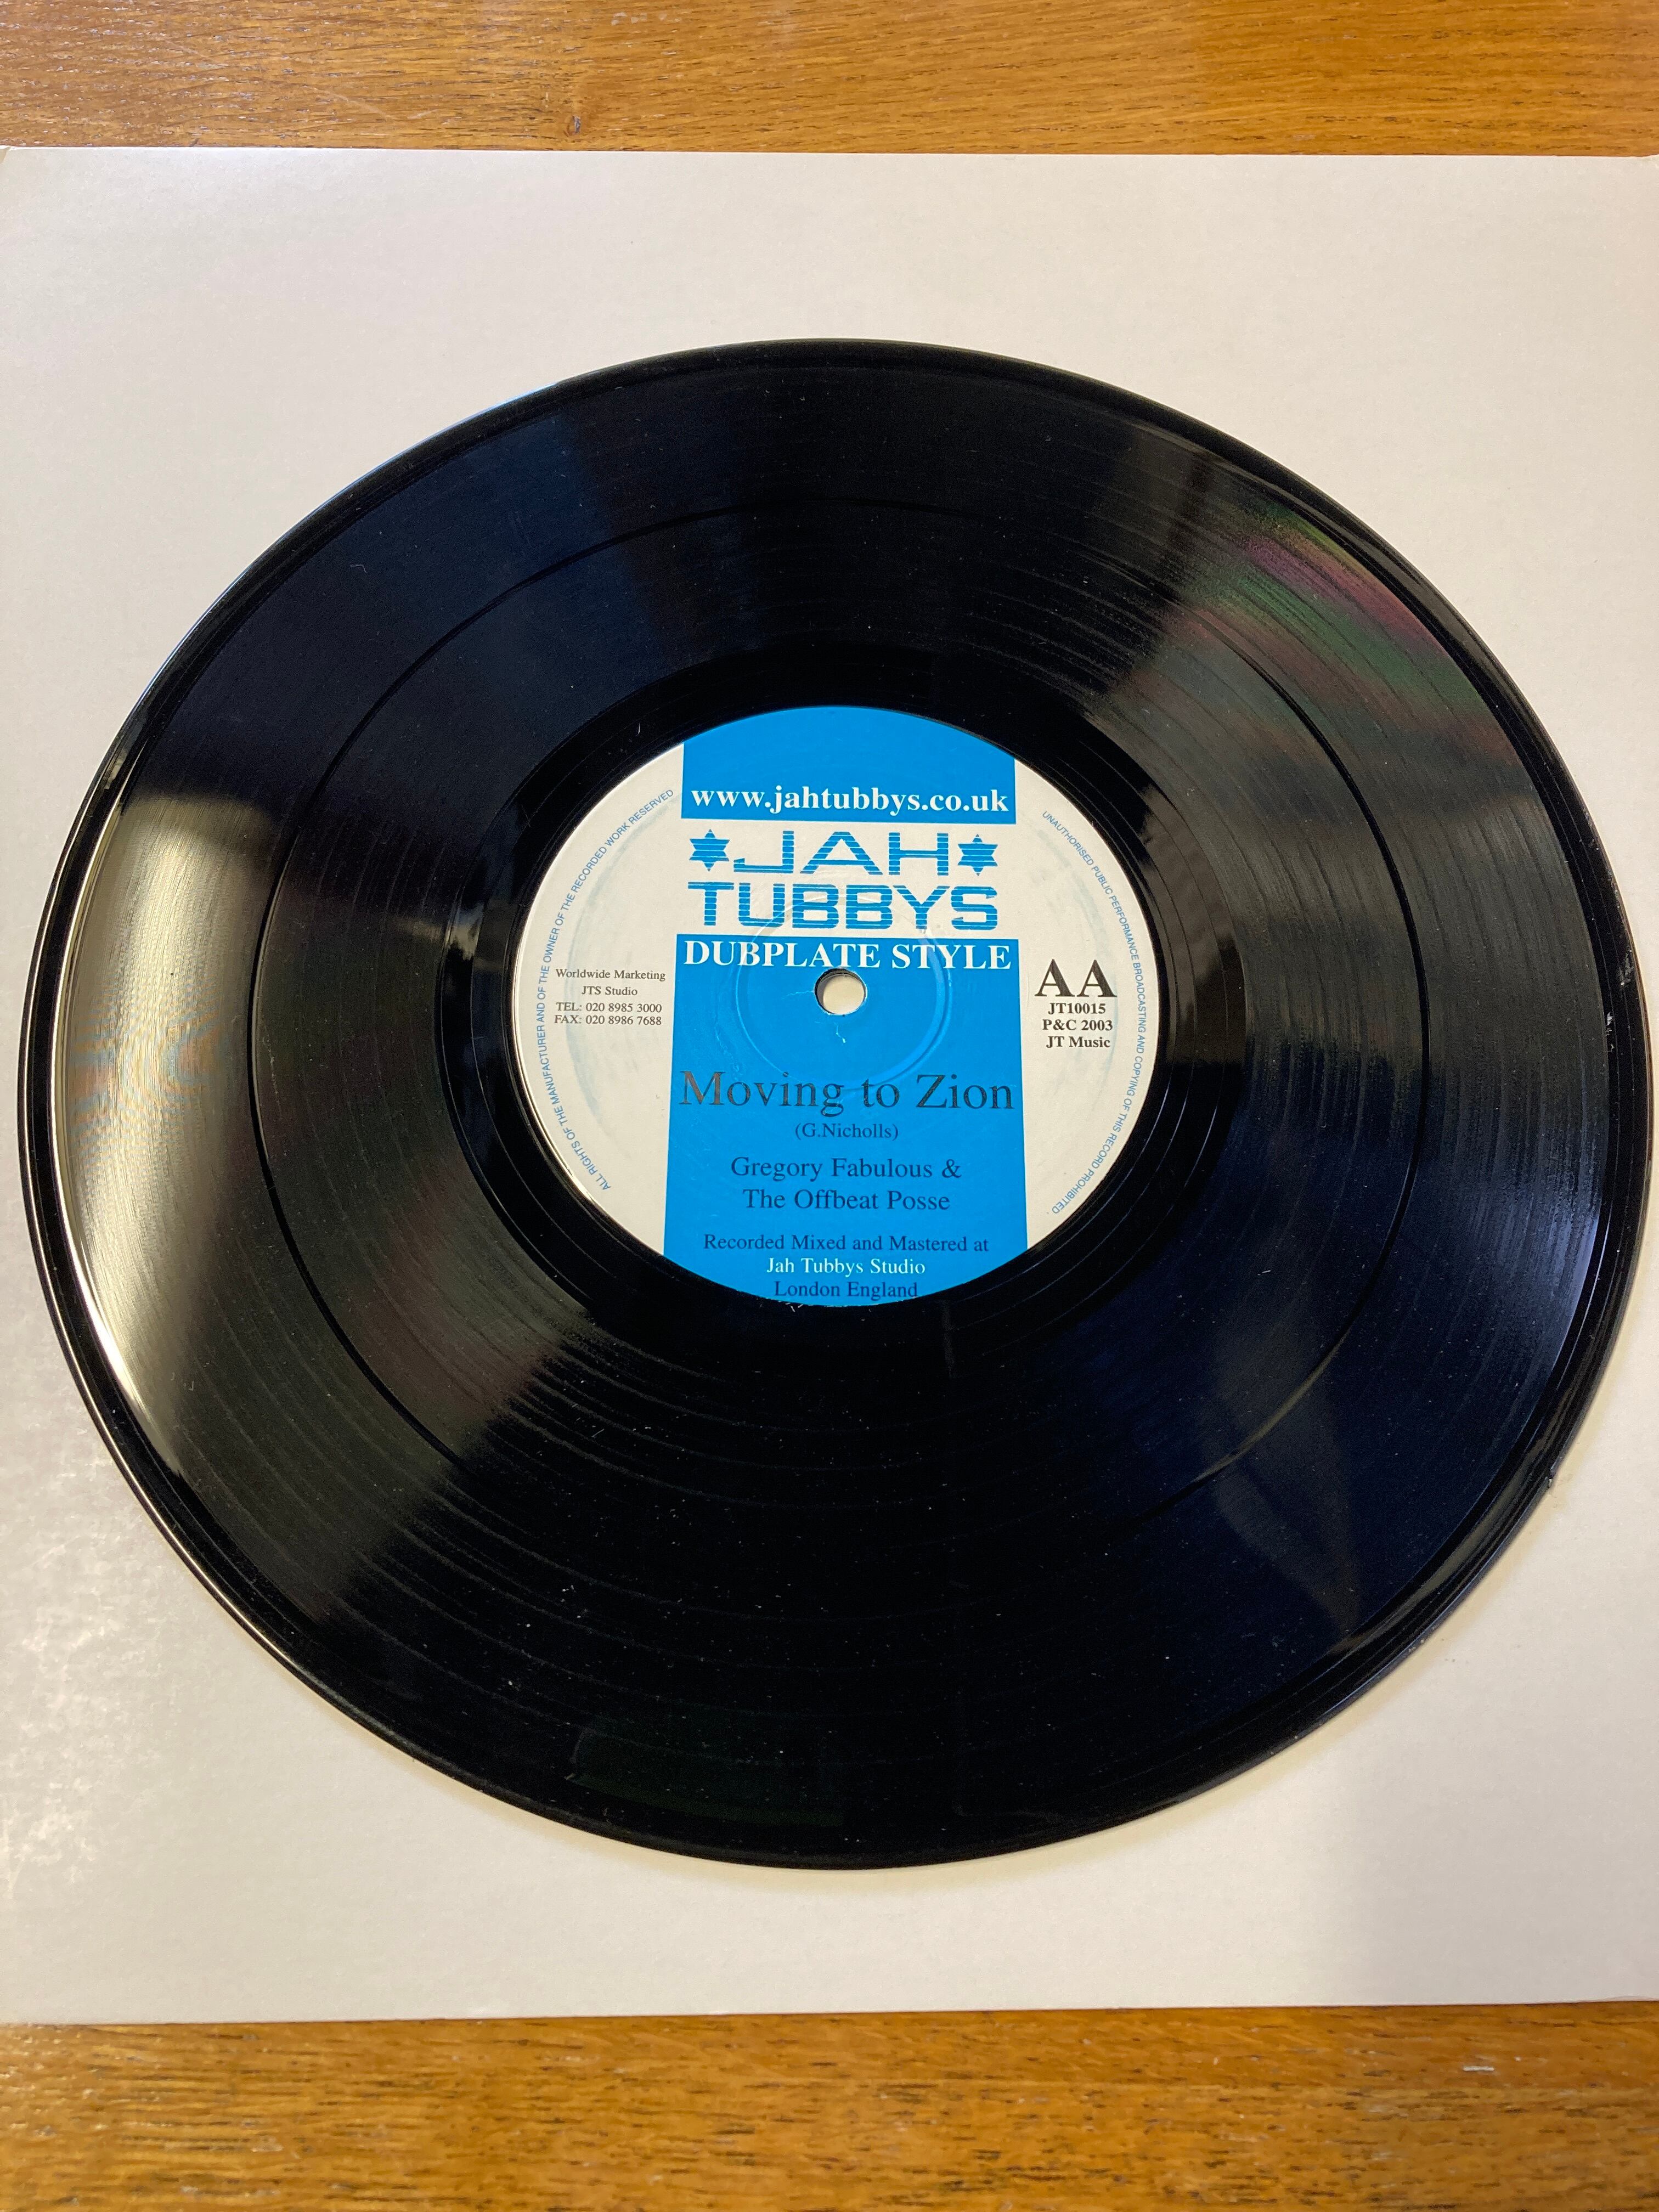 www.jahtubbys.co.uk
JAH
TUBBYS
DUBPLATE STYLE
Worldwide Marketing
JTS Studio
TEL: 020 8985 3000
FAX: 020 8986 7688
AA
JT10015
P&C 2003
JT Music
Moving to Zion
(G.Nicholls)
Gregory Fabulous &
The Offbeat Posse
Recorded Mixed and Mastered at
Jah Tubbys Studio
London England
ALL RIGHTS OF THE MANUFACTURER AND OF THE OWNER OF THE RECORDED WORK RESERVED
UNAUTHORISED PUBLIC PERFORMANCE BROADCASTING AND COPYING OF THIS RECORD PROHIBITED.